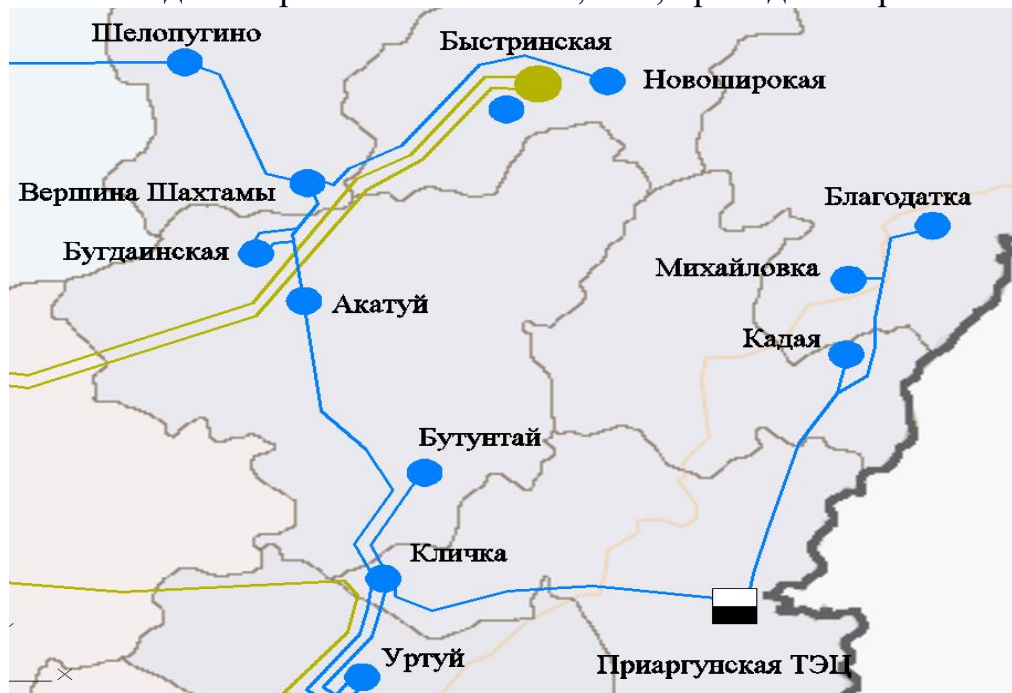 Шелопугино
Быстринская
Новоширокая
Вершина Шахтамы
Благодатка
Бугдаинская
Михайловка
Акатуй
Кадая
Бутунтай
Кличка
Уртуй
Приаргунская ТЭЦ